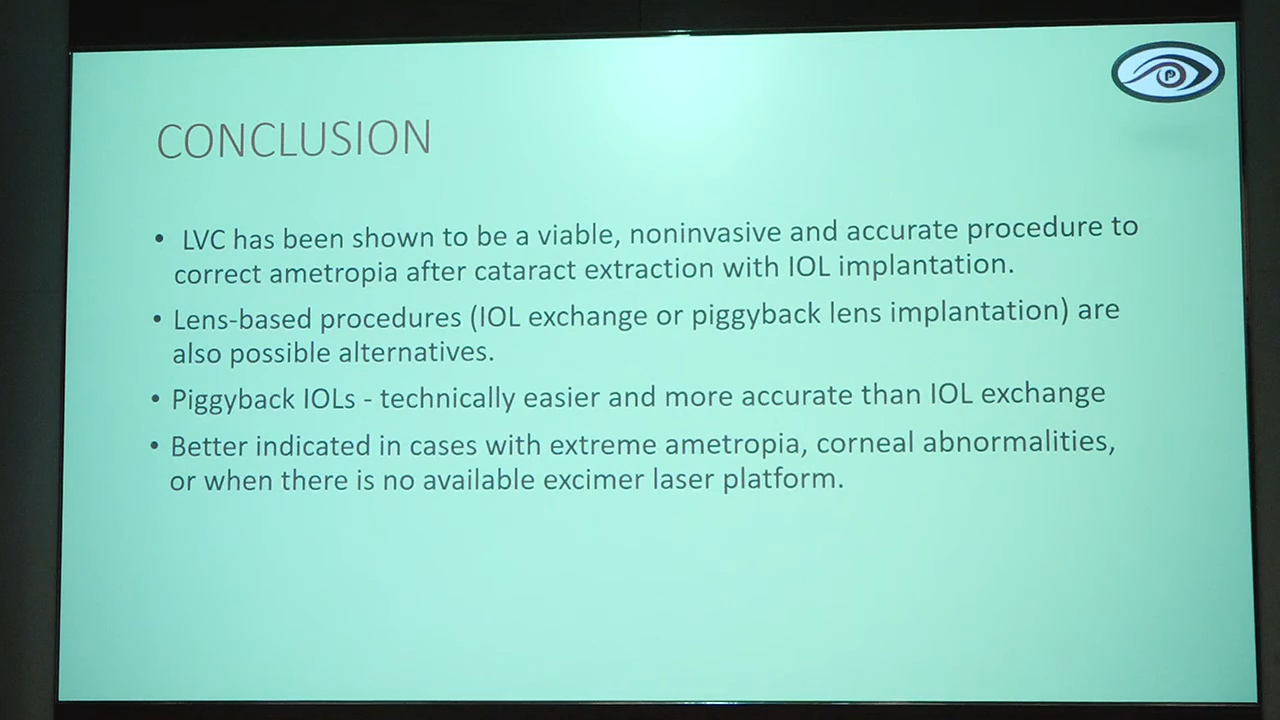 CONCLUSION
• LVC has been shown to be a viable, noninvasive and accurate procedure to
correct ametropia after cataract extraction with IOL implantation.
• Lens-based procedures (IOL exchange or piggyback lens implantation) are
also possible alternatives.
• Piggyback IOLs - technically easier and more accurate than IOL exchange
• Better indicated in cases with extreme ametropia, corneal abnormalities,
or when there is no available excimer laser platform.